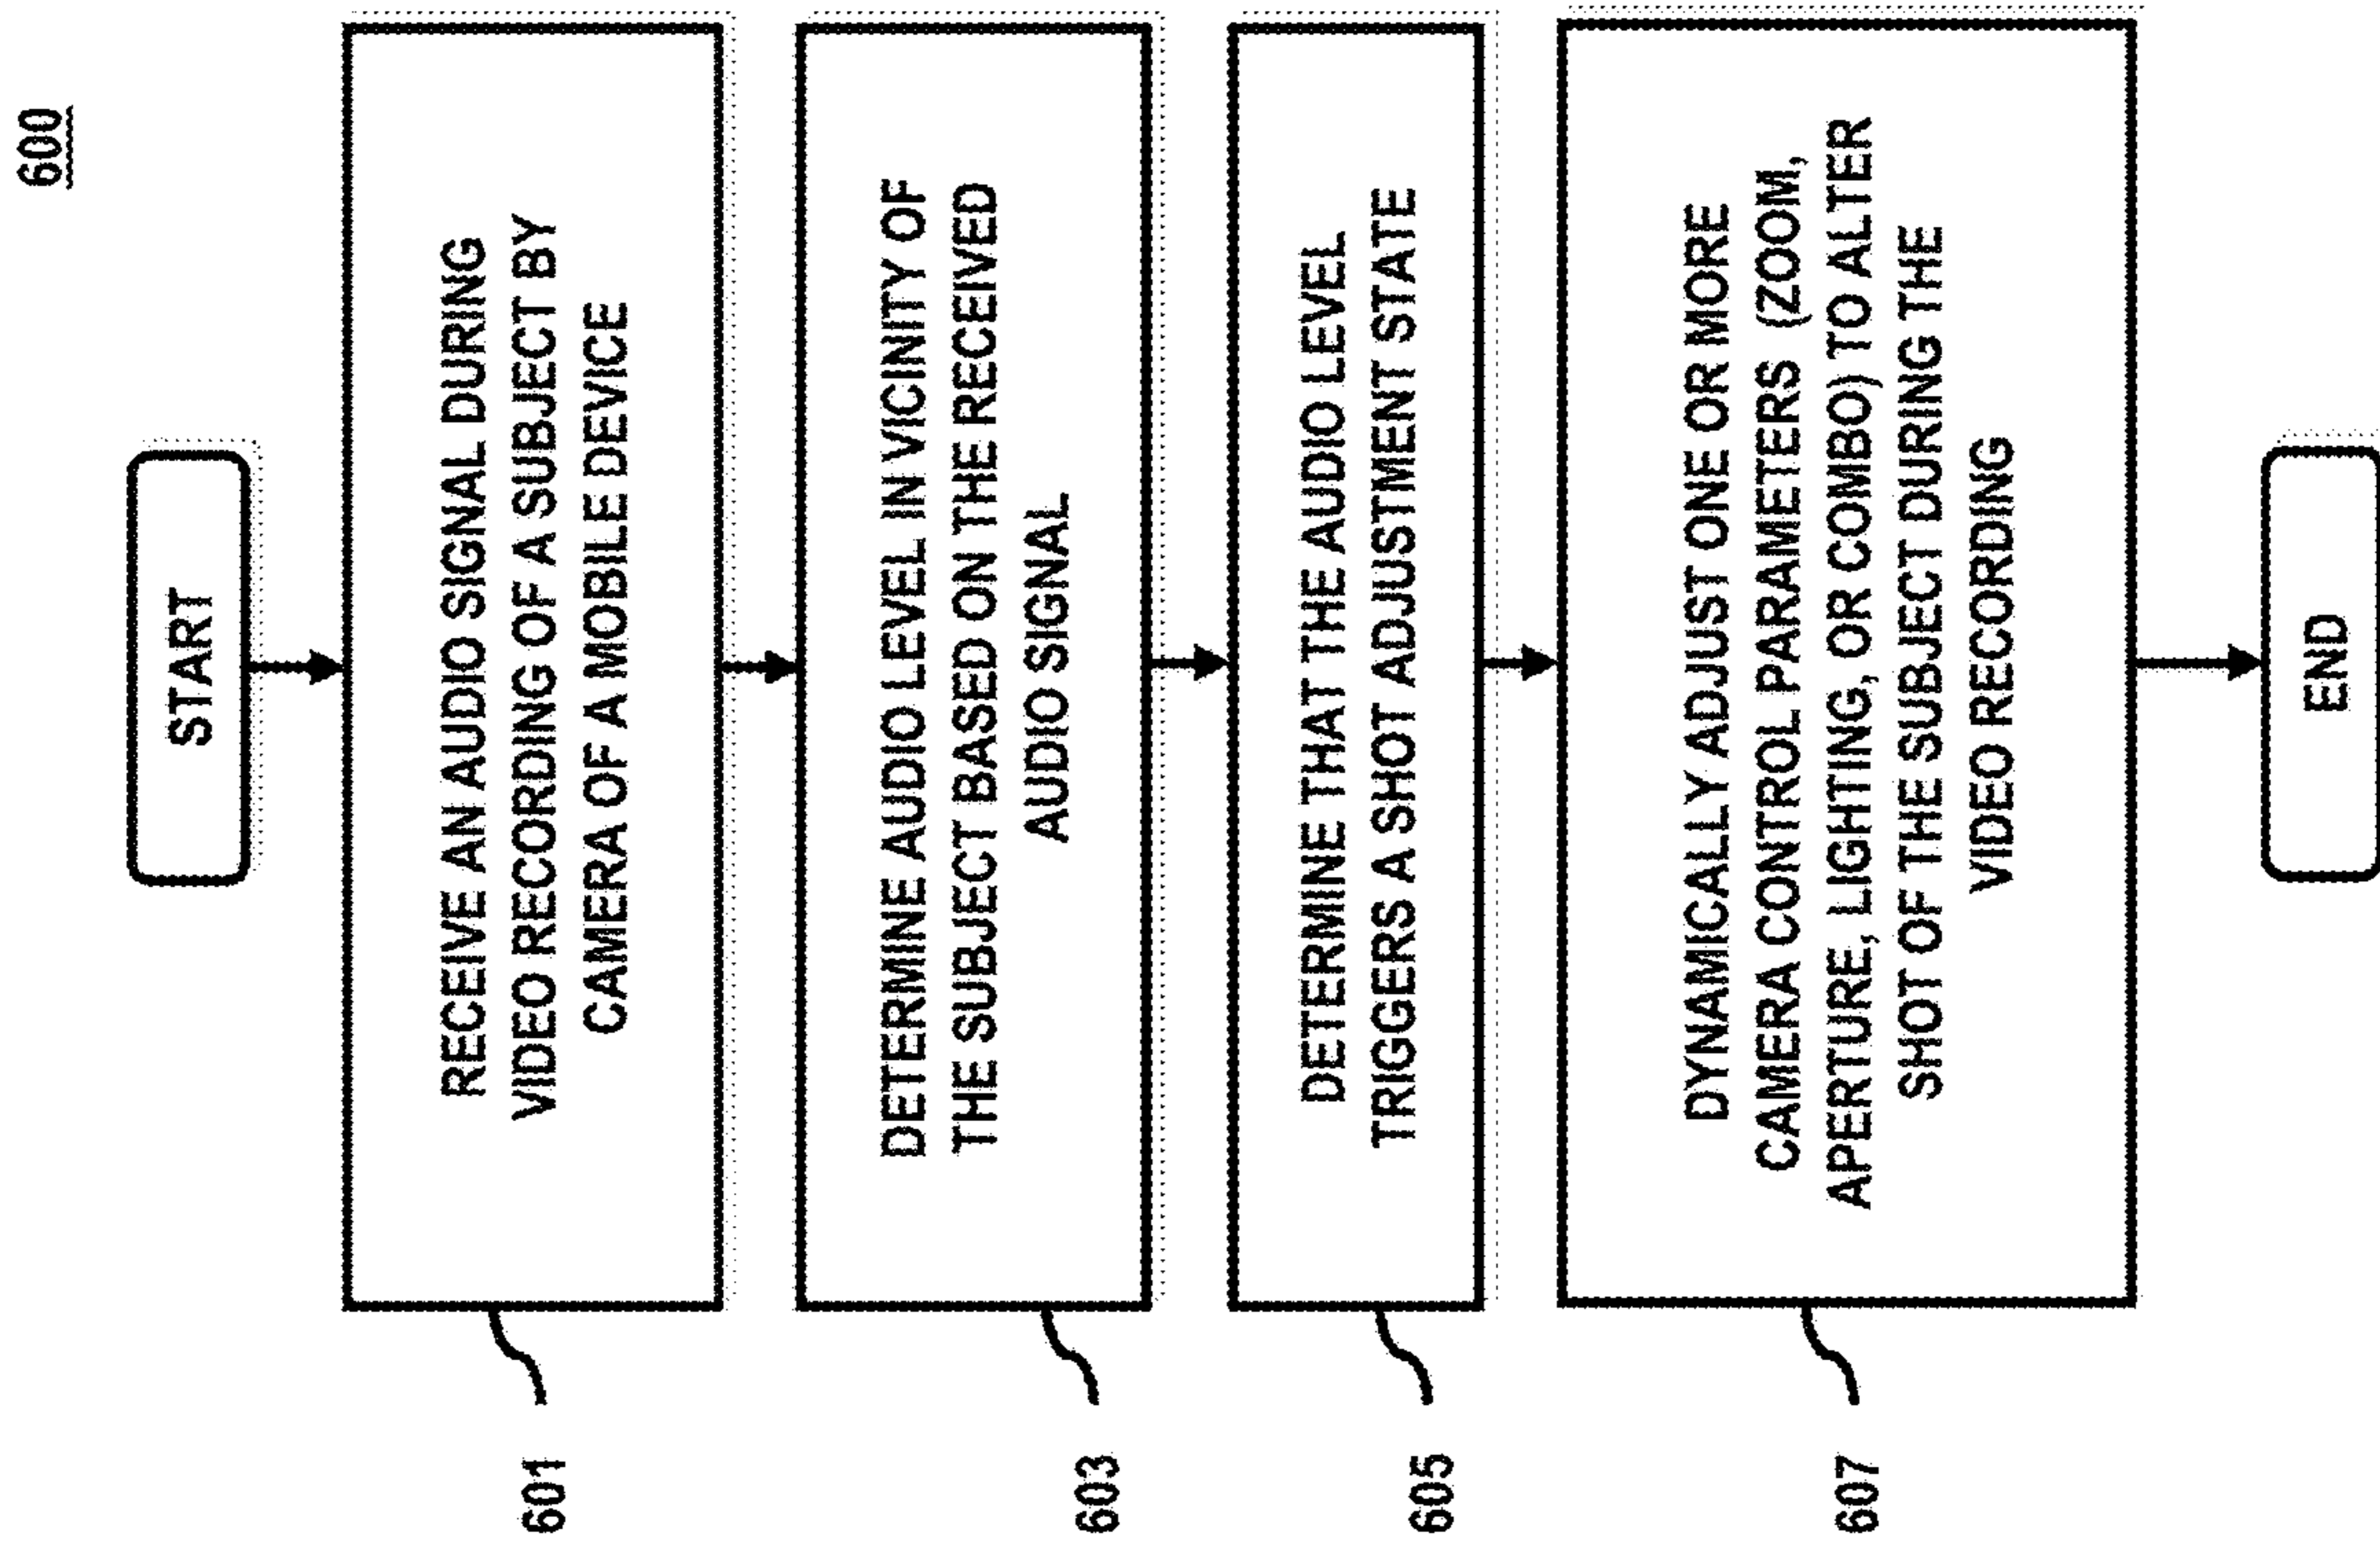 600
START
RECEIVE AN AUDIO SIGNAL DURING
VIDEO RECORDING OF A SUBJECT BY
CAMERA OF A MOBILE DEVICE
601
DETERMINE AUDIO LEVEL IN VICINITY OF
THE SUBJECT BASED ON THE RECEIVED
AUDIO SIGNAL
603
DETERMINE THAT THE AUDIO LEVEL
TRIGGERS A SHOT ADJUSTMENT STATE
605
DYNAMICALLY ADJUST ONE OR MORE
CAMERA CONTROL PARAMETERS (ZOOM,
APERTURE, LIGHTING, OR COMBO) TO ALTER
SHOT OF THE SUBJECT DURING THE
VIDEO RECORDING
607
END